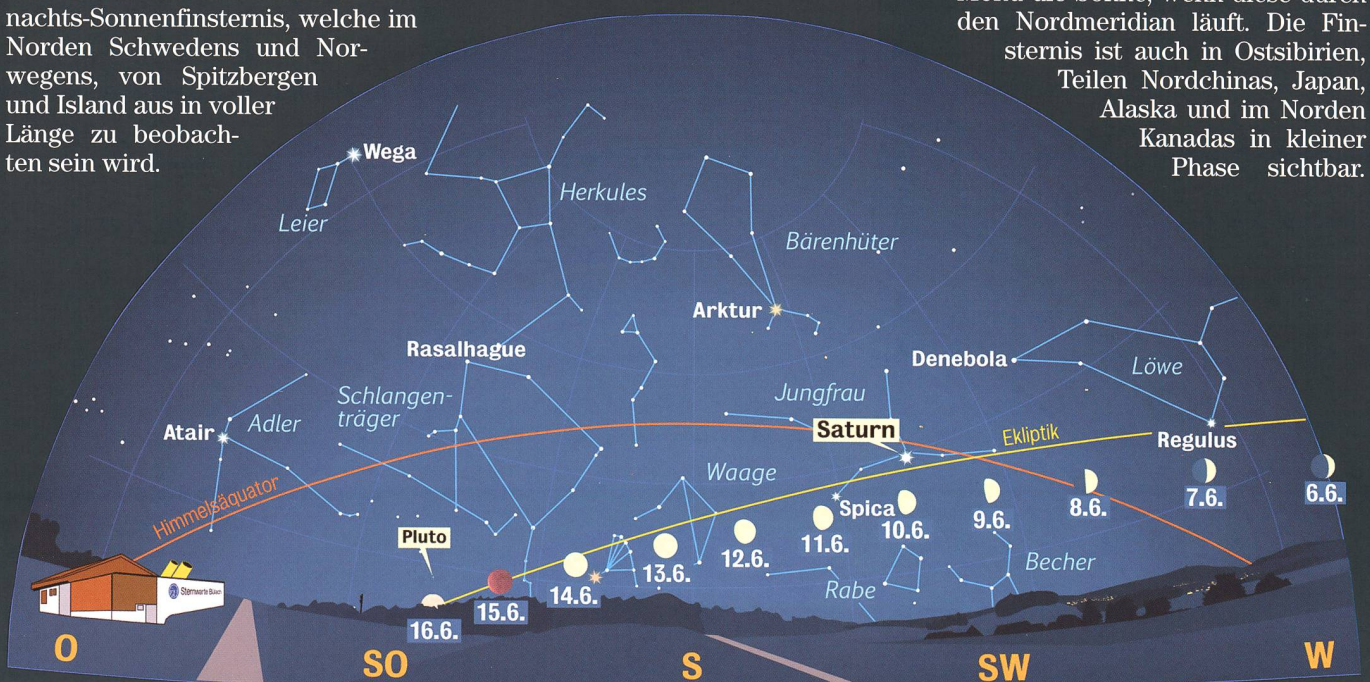 nachts-Sonnenfinsternis, welche im
Norden Schwedens und Nor-
wegens, von Spitzbergen
und Island aus in voller
Länge zu beobach-
ten sein wird.
den Nordmeridian läuft. Die Fin-
sternis ist auch in Ostsibirien,
Teilen Nordchinas, Japan,
Alaska und im Norden
Kanadas in kleiner
Phase sichtbar.
Wega
Leier
Herkules
Bärenhüter
Arktur
Rasalhague
Denebola
Löwe
Schlangen-
träger
Jungfrau
Atair
Adler
Saturn
Ekliptik
Regulus
Waage
Himmelsäquator
Spica
Pluto
6.6.
7.6.
8.6.
9.6.
10.6.
11.6.
12.6.
13.6.
14.6.
15.6.
16.6.
Rabe
Becher
Sternwarte Bülach
O
SO
S
SW
W